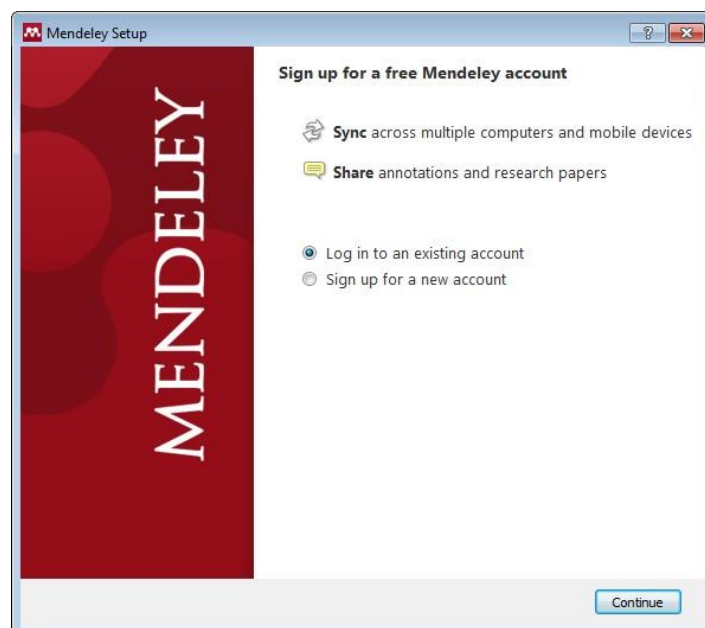 Mendeley Setup
?
MENDELEY
Sign up for a free Mendeley account
Sync across multiple computers and mobile devices
Share annotations and research papers
Log in to an existing account
Sign up for a new account
Continue